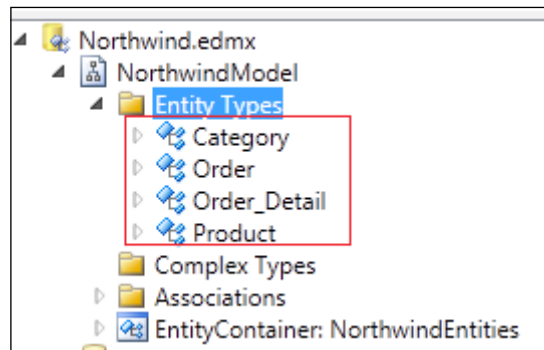 Northwind.edmx
NorthwindModel
Entity Types
Category
Order
Order_Detail
Product
Complex Types
Associations
EntityContainer: NorthwindEntities